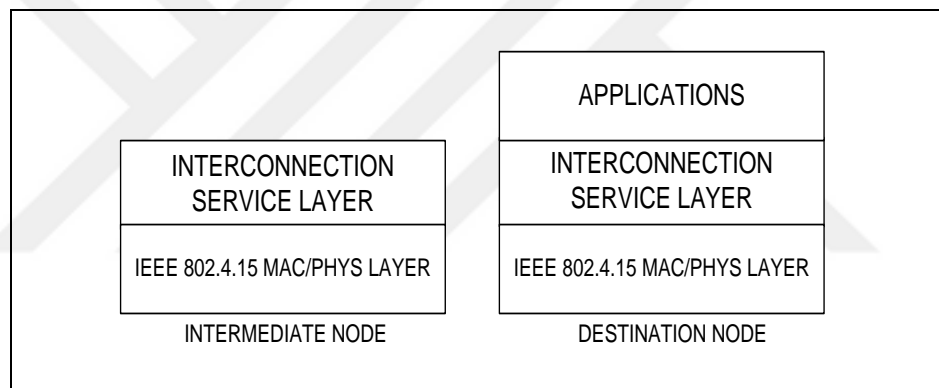 INTERCONNECTION
SERVICE LAYER
IEEE 802.4.15 MAC/PHYS LAYER
INTERMEDIATE NODE
APPLICATIONS
INTERCONNECTION
SERVICE LAYER
IEEE 802.4.15 MAC/PHYS LAYER
DESTINATION NODE